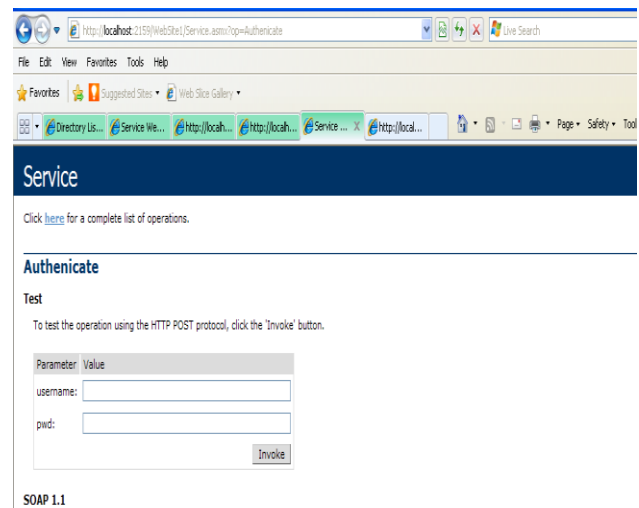 http://localhost:2159/WebSite1/Service.asmx?op=Authenicate
Live Search
File Edit View Favorites Tools Help
Favorites Suggested Sites Web Slice Gallery
Directory Lis... Service We... http://localh... http://localh... Service ... X http://local... Page Safety Tool
Service
Click here for a complete list of operations.
Authenicate
Test
To test the operation using the HTTP POST protocol, click the 'Invoke' button.
Parameter Value
username:
pwd:
Invoke
SOAP 1.1